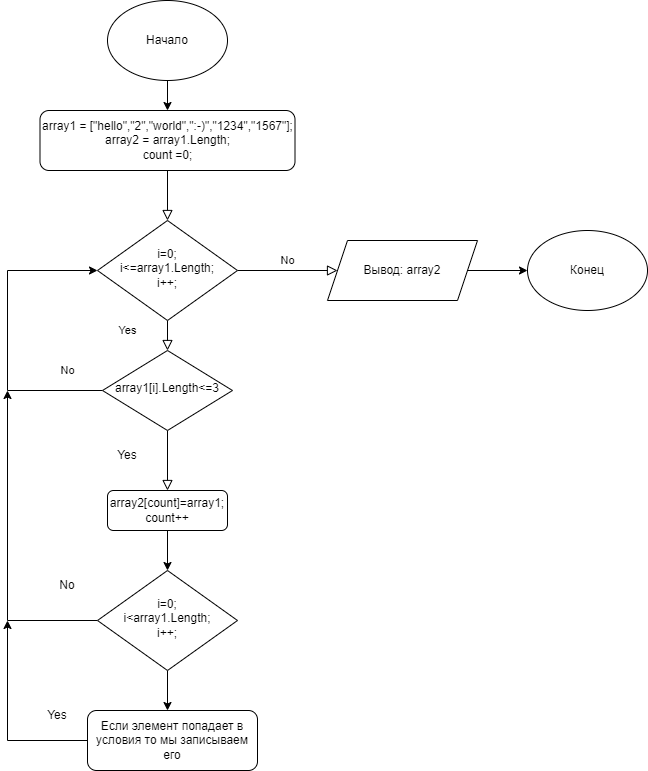 Начало
array1 = ["hello","2","world",":-)","1234","1567"];
array2 = array1.Length;
count =0;
i=0;
i<=array1.Length;
i++;
No
Вывод: array2
Конец
Yes
No
array1[i].Length<=3
Yes
array2[count]=array1;
count++
No
i=0;
i<array1.Length;
i++;
Yes
Если элемент попадает в
условия то мы записываем
его